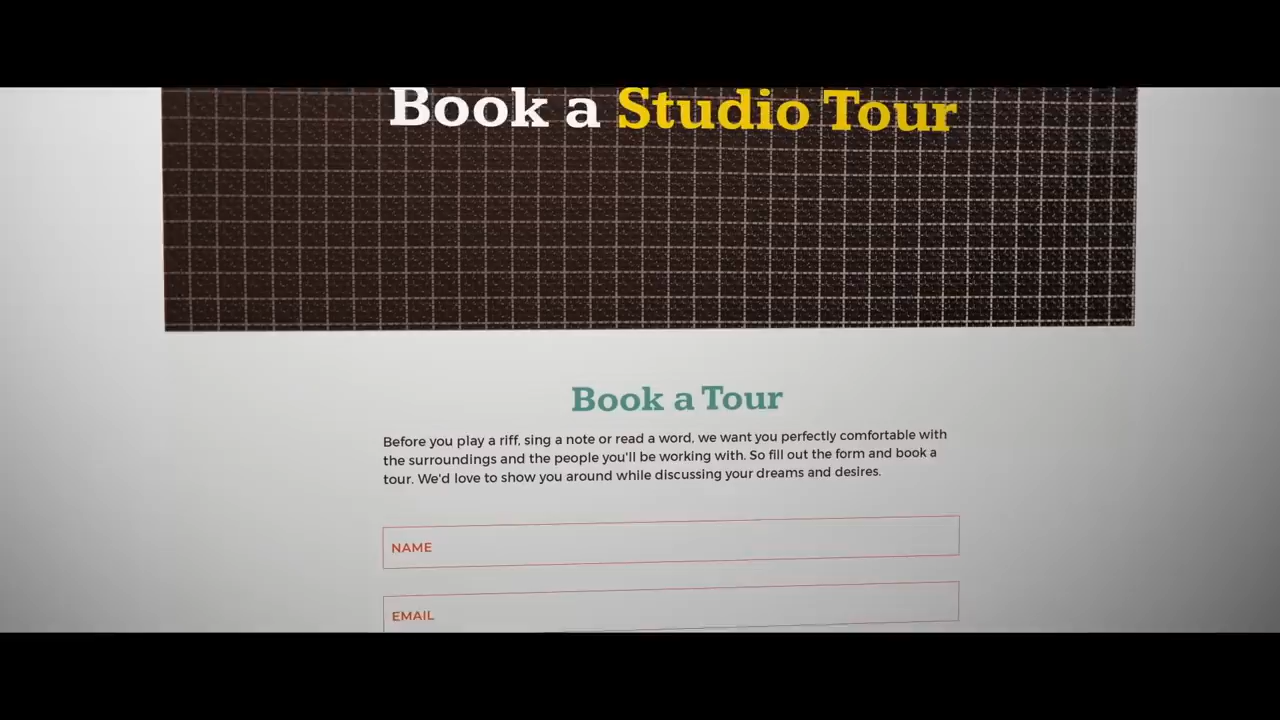 Book a Studio Tour
Book a Tour
Before you play a riff, sing a note or read a word, we want you perfectly comfortable with
the surroundings and the people you'll be working with. So fill out the form and book a
tour. We'd love to show you around while discussing your dreams and desires.
NAME
EMAIL